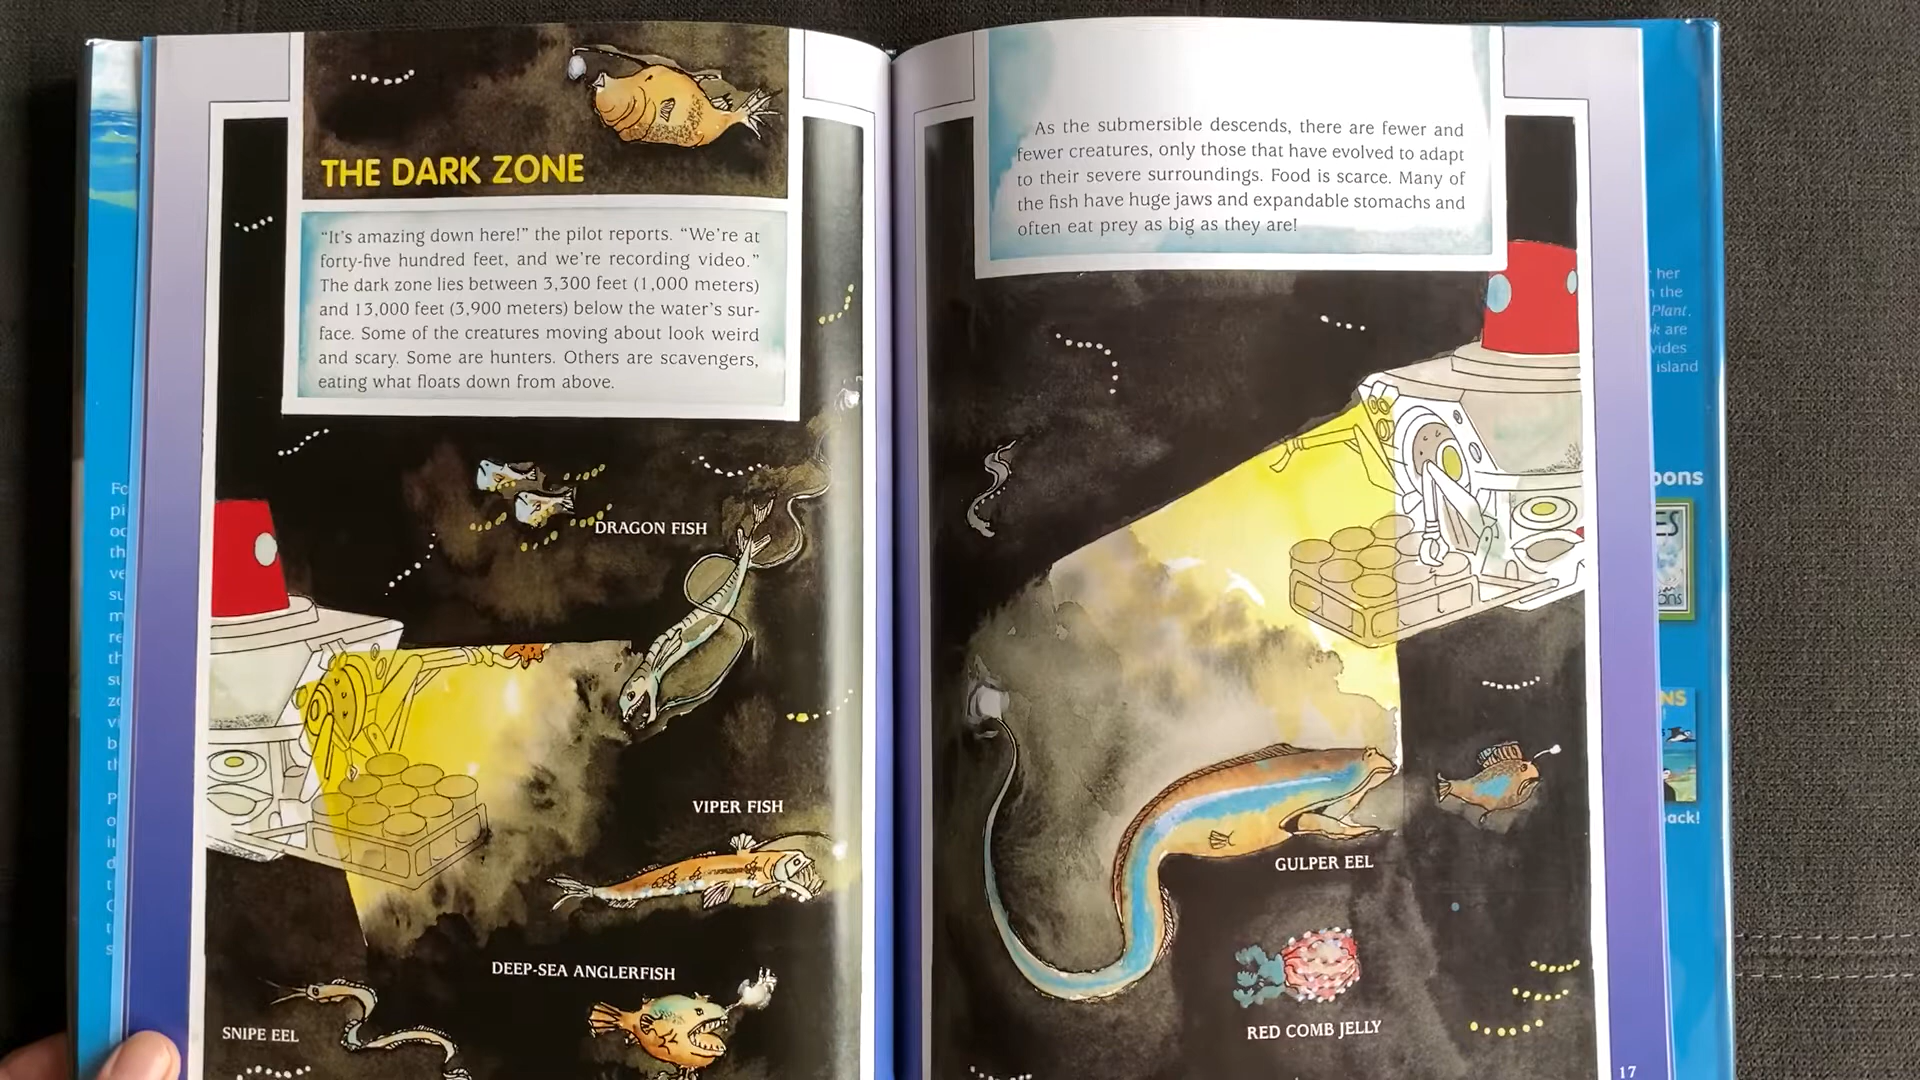 THE DARK ZONE
“It’s amazing down here!” the pilot reports. “We’re at
forty-five hundred feet, and we’re recording video.”
The dark zone lies between 3,300 feet (1,000 meters)
and 13,000 feet (3,900 meters) below the water’s sur-
face. Some of the creatures moving about look weird
and scary. Some are hunters. Others are scavengers,
eating what floats down from above.
DRAGON FISH
VIPER FISH
DEEP-SEA ANGLERFISH
SNIPE EEL
As the submersible descends, there are fewer and
fewer creatures, only those that have evolved to adapt
to their severe surroundings. Food is scarce. Many of
the fish have huge jaws and expandable stomachs and
often eat prey as big as they are!
GULPER EEL
RED COMB JELLY
17
her
the
Plant.
are
island